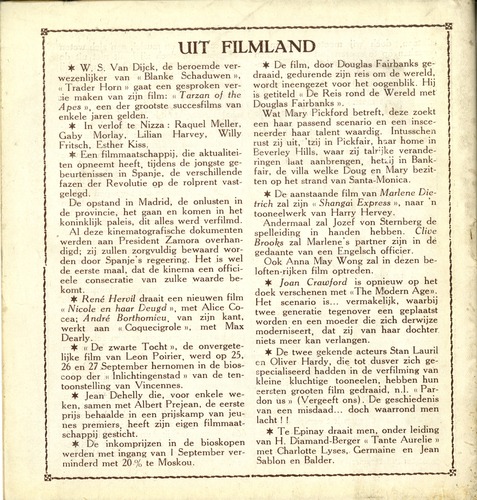 UIT FILMLAND
✶ W. S. Van Dijck, de beroemde ver-
wezenlijker van « Blanke Schaduwen »,
« Trader Horn » gaat een gesproken ver-
sie maken van zijn film: « Tarzan of the
Apes », een der grootste succesfilms van
enkele jaren gelden.
✶ In verlof te Nizza : Raquel Meller,
Gaby Morlay, Lilian Harvey, Willy
Fritsch, Esther Kiss.
✶ Een filmmaatschappij, die aktualitei-
ten opneemt heeft, tijdens de jongste ge-
beurtenissen in Spanje, de verschillende
fazen der Revolutie op de rolprent vast-
gelegd.
De opstand in Madrid, de onlusten in
de provincie, het gaan en komen in het
koninklijk paleis, dit alles werd verfilmd.
Al deze kinematografische dokumenten
werden aan President Zamora overhan-
digd; zij zullen zorgvuldig bewaard wor-
den door Spanje's regeering. Het is wel
de eerste maal, dat de kinema een offici-
eele consecratie van zulke waarde be-
komt.
✶ René Hervil draait een nieuwen film
« Nicole en haar Deugd », met Alice Co-
cea; André Borthomicu, van zijn kant,
werkt aan « Coquecigrole », met Max
Dearly.
✶ « De zwarte Tocht », de onvergete-
lijke film van Leon Poirier, werd op 25,
26 en 27 September hernomen in de bios-
coop der « Inlichtingenstad » van de ten-
toonstelling van Vincennes.
✶ Jean Dehelly die, voor enkele we-
ken, samen met Albert Prejean, de eerste
prijs behaalde in een prijskamp van jeu-
nes premiers, heeft zijn eigen filmmaat-
schappij gesticht.
✶ De inkomprijzen in de bioskopen
werden met ingang van 1 September ver-
minderd met 20 % te Moskou.
✶ De film, door Douglas Fairbanks ge-
draaid, gedurende zijn reis om de wereld,
wordt ineengezet voor het oogenblik. Hij
is getiteld « De Reis rond de Wereld met
Douglas Fairbanks ».
Wat Mary Pickford betreft, deze zoekt
een haar passend scenario en een insce-
neerder haar talent waardig. Intusschen
rust zij uit, 'tzij in Pickfair, haar home in
Beverley Hills, waar zij talrijke verande-
ringen laat aanbrengen, hetzij in Bank-
fair, de villa welke Doug en Mary bezit-
ten op het strand van Santa-Monica.
✶ De aanstaande film van Marlene Die-
trich zal zijn « Shangai Express », naar 'n
tooneelwerk van Harry Hervey.
Andermaal zal Jozef von Sternberg de
spelleiding in handen hebben. Clive
Brooks zal Marlene's partner zijn in de
gedaante van een Engelsch officier.
Ook Anna May Wong zal in dezen be-
loften-rijken film optreden.
✶ Joan Crawford is opnieuw op het
doek verschenen met «The Modern Age».
Het scenario is... vermakelijk, waarbij
twee generatie tegenover een geplaatst
worden en een moeder die zich derwijze
moderniseert, dat zij van haar dochter
niets meer kan verlangen.
✶ De twee gekende acteurs Stan Lauril
en Oliver Hardy, die tot dusver zich ge-
specialiseerd hadden in de verfilming van
kleine kluchtige tooneelen, hebben hun
eersten grooten film gedraaid, n.l. « Par-
don us » (Vergeeft ons). De geschiedenis
van een misdaad... doch waarrond men
lacht ! !
✶ Te Epinay draait men, onder leiding
van H. Diamand-Berger « Tante Aurelie »
met Charlotte Lyses, Germaine en Jean
Sablon en Balder.